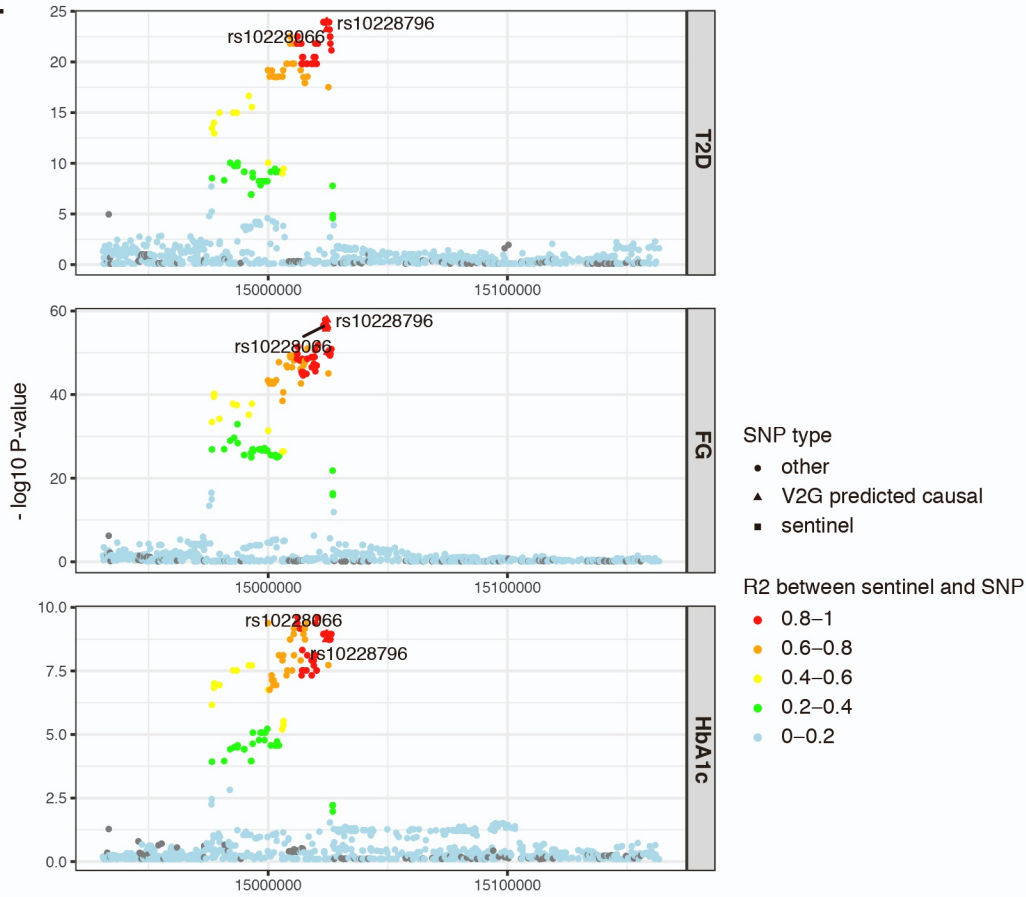 25
rs10228796
rs10228066
20
15
10
5
0
T2D
15000000
15100000
60
rs10228796
rs10228066
40
20
0
FG
15000000
15100000
- log10 P-value
10.0
rs10228066
rs10228796
7.5
5.0
2.5
0.0
HbA1c
15000000
15100000
SNP type
other
V2G predicted causal
sentinel
R2 between sentinel and SNP
0.8–1
0.6–0.8
0.4–0.6
0.2–0.4
0–0.2